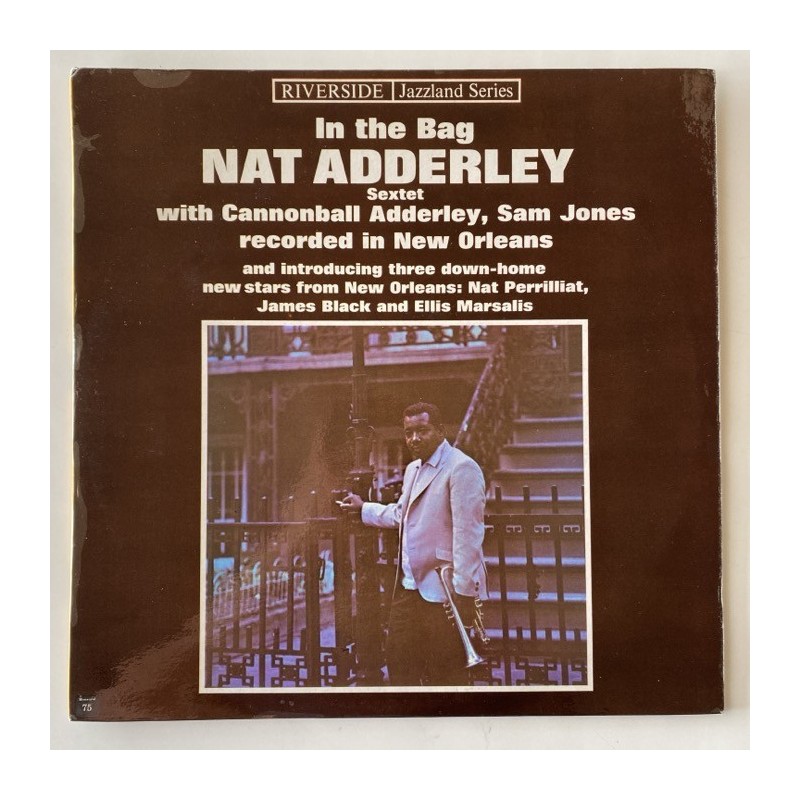 RIVERSIDE | Jazzland Series
In the Bag
NAT ADDERLEY
Sextet
with Cannonball Adderley, Sam Jones
recorded in New Orleans
and introducing three down-home
new stars from New Orleans: Nat Perrilliat,
James Black and Ellis Marsalis
75